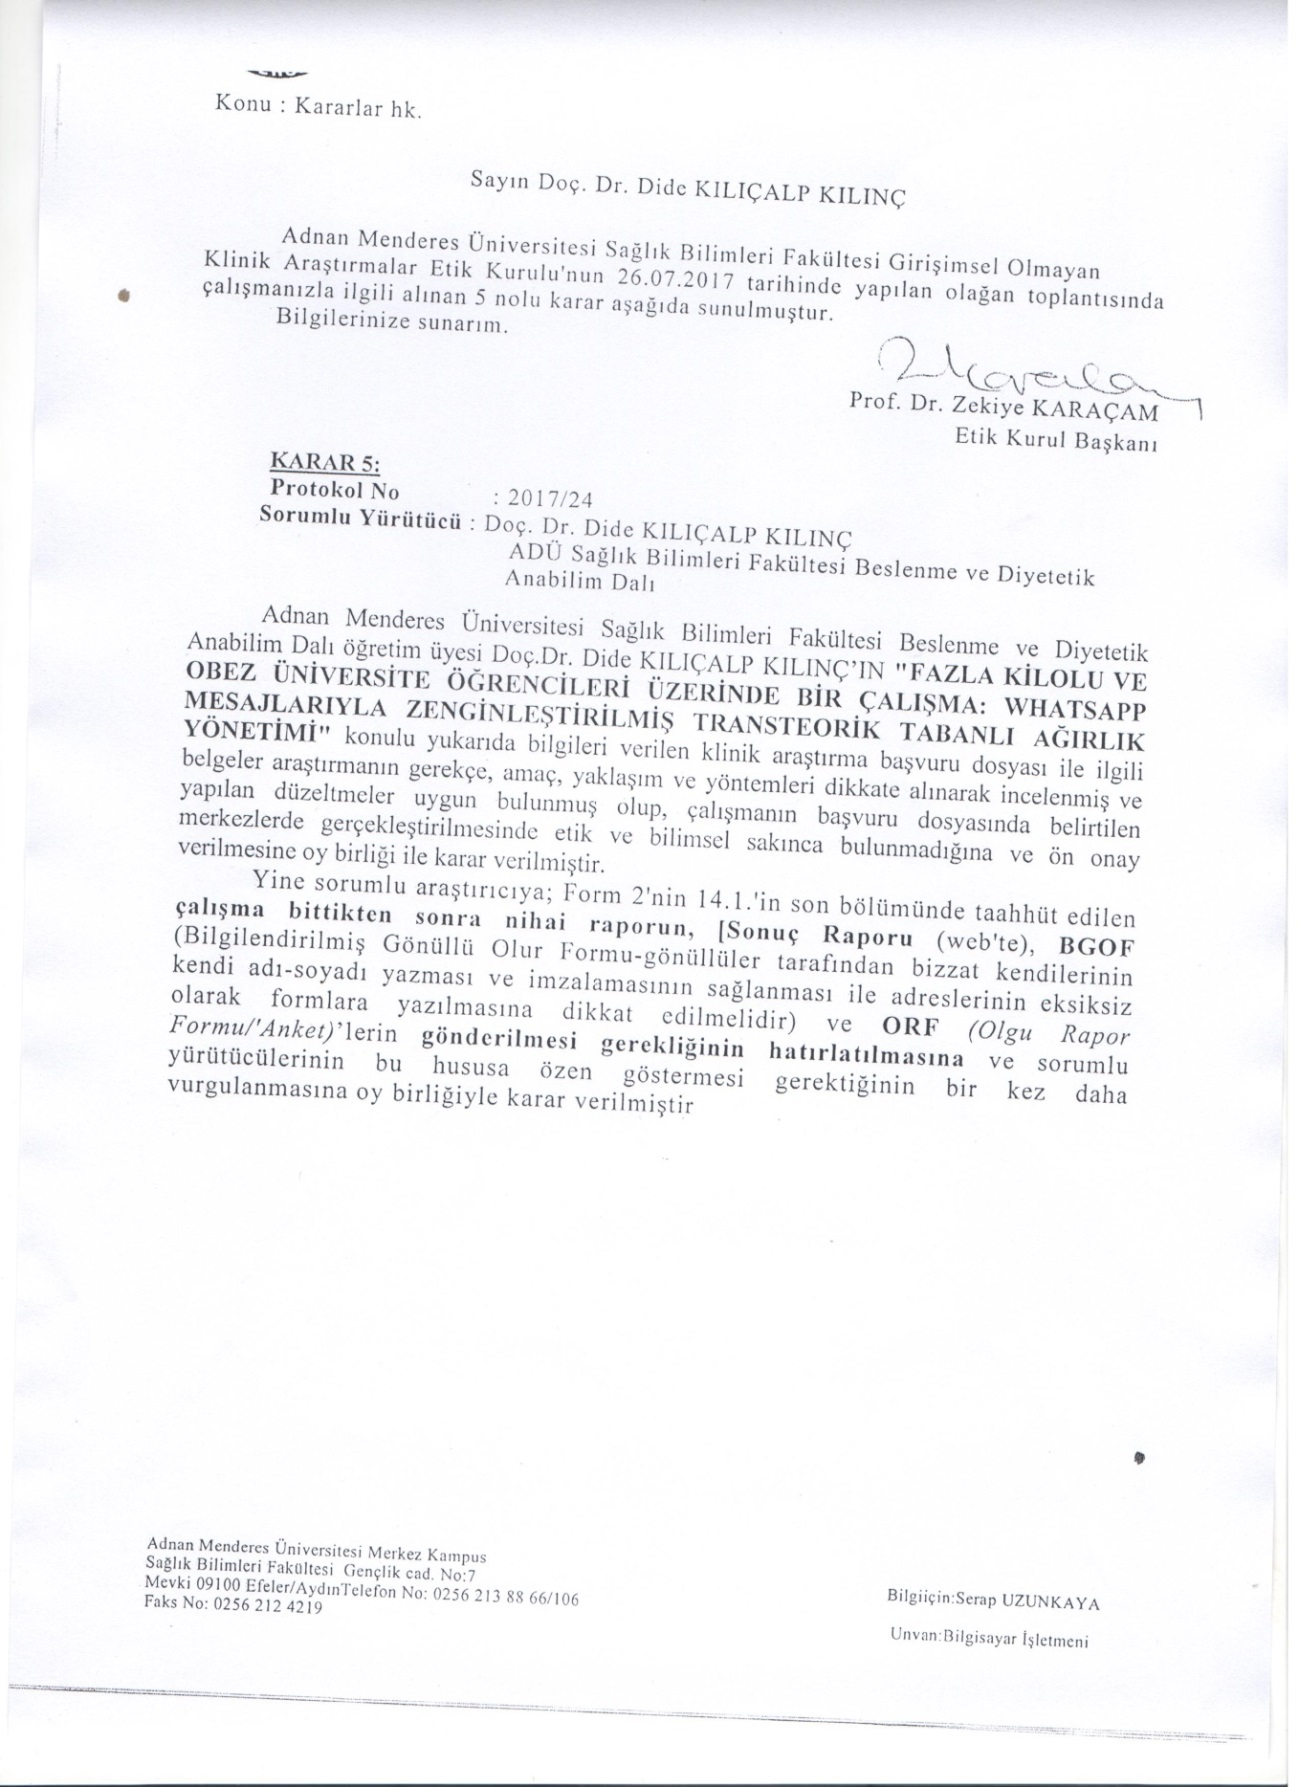 Konu : Kararlar hk.
Sayın Doç. Dr. Dide KILIÇALP KILINÇ
Adnan Menderes Üniversitesi Sağlık Bilimleri Fakültesi Girişimsel Olmayan
Klinik Araştırmalar Etik Kurulu'nun 26.07.2017 tarihinde yapılan olağan toplantısında
çalışmanızla ilgili alınan 5 nolu karar aşağıda sunulmuştur.
Bilgilerinize sunarım.
Prof. Dr. Zekiye KARAÇAM
Etik Kurul Başkanı
KARAR 5:
Protokol No : 2017/24
Sorumlu Yürütücü : Doç. Dr. Dide KILIÇALP KILINÇ
ADÜ Sağlık Bilimleri Fakültesi Beslenme ve Diyetetik
Anabilim Dalı
Adnan Menderes Üniversitesi Sağlık Bilimleri Fakültesi Beslenme ve Diyetetik
Anabilim Dalı öğretim üyesi Doç.Dr. Dide KILIÇALP KILINÇ'IN "FAZLA KİLOLU VE
OBEZ ÜNİVERSİTE ÖĞRENCİLERİ ÜZERİNDE BİR ÇALIŞMA: WHATSAPP
MESAJLARIYLA ZENGİNLEŞTİRİLMİŞ TRANSTEORİK TABANLI AĞIRLIK
YÖNETİMİ" konulu yukarıda bilgileri verilen klinik araştırma başvuru dosyası ile ilgili
belgeler araştırmanın gerekçe, amaç, yaklaşım ve yöntemleri dikkate alınarak incelenmiş ve
yapılan düzeltmeler uygun bulunmuş olup, çalışmanın başvuru dosyasında belirtilen
merkezlerde gerçekleştirilmesinde etik ve bilimsel sakınca bulunmadığına ve ön onay
verilmesine oy birliği ile karar verilmiştir.
Yine sorumlu araştırıcıya; Form 2'nin 14.1.'in son bölümünde taahhüt edilen
çalışma bittikten sonra nihai raporun, [Sonuç Raporu (web'te), BGOF
(Bilgilendirilmiş Gönüllü Olur Formu-gönüllüler tarafından bizzat kendilerinin
kendi adı-soyadı yazması ve imzalamasının sağlanması ile adreslerinin eksiksiz
olarak formlara yazılmasına dikkat edilmelidir) ve ORF (Olgu Rapor
Formu/'Anket)'lerin gönderilmesi gerekliğinin hatırlatılmasına ve sorumlu
yürütücülerinin bu hususa özen göstermesi gerektiğinin bir kez daha
vurgulanmasına oy birliğiyle karar verilmiştir
Adnan Menderes Üniversitesi Merkez Kampus
Sağlık Bilimleri Fakültesi Gençlik cad. No:7
Mevki 09100 Efeler/AydınTelefon No: 0256 213 88 66/106
Faks No: 0256 212 4219
Bilgiiçin:Serap UZUNKAYA
Unvan:Bilgisayar İşletmeni